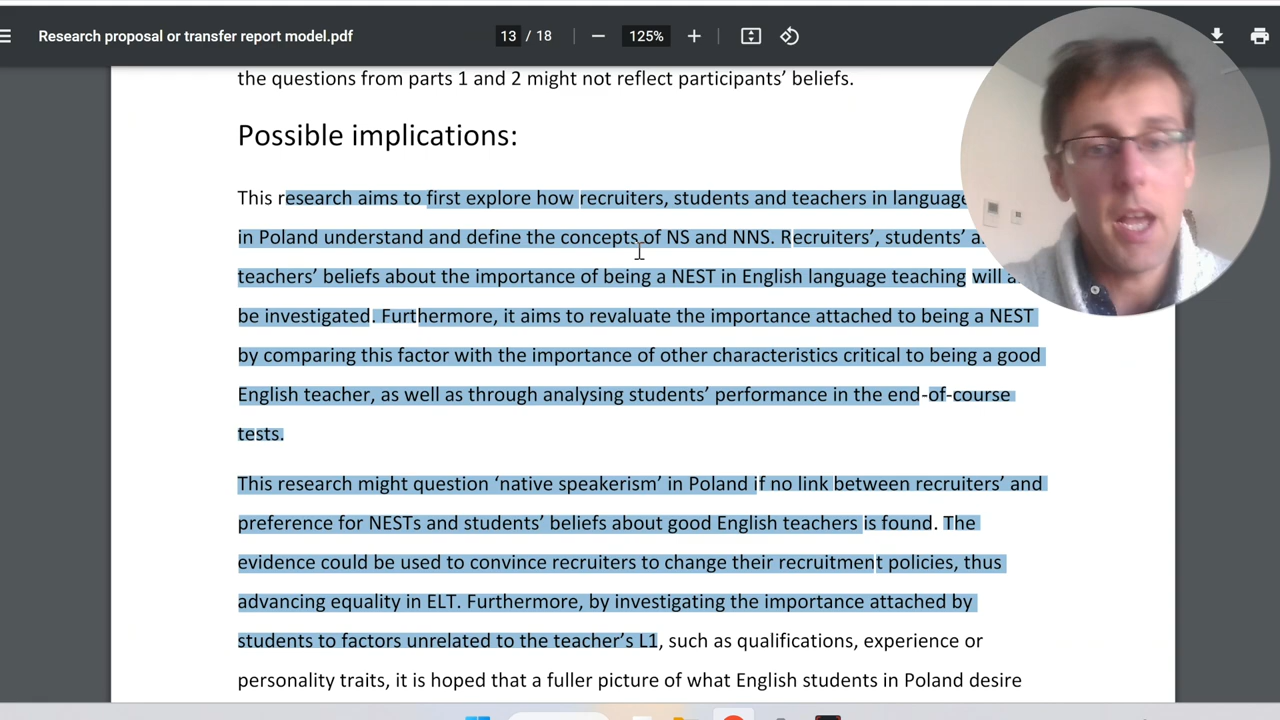 Research proposal or transfer report model.pdf
13 / 18
125%
the questions from parts 1 and 2 might not reflect participants’ beliefs.
Possible implications:
This research aims to first explore how recruiters, students and teachers in language
in Poland understand and define the concepts of NS and NNS. Recruiters’, students’
teachers’ beliefs about the importance of being a NEST in English language teaching will
be investigated. Furthermore, it aims to revaluate the importance attached to being a NEST
by comparing this factor with the importance of other characteristics critical to being a good
English teacher, as well as through analysing students’ performance in the end-of-course
tests.
This research might question ‘native speakerism’ in Poland if no link between recruiters’ and
preference for NESTs and students’ beliefs about good English teachers is found. The
evidence could be used to convince recruiters to change their recruitment policies, thus
advancing equality in ELT. Furthermore, by investigating the importance attached by
students to factors unrelated to the teacher’s L1, such as qualifications, experience or
personality traits, it is hoped that a fuller picture of what English students in Poland desire